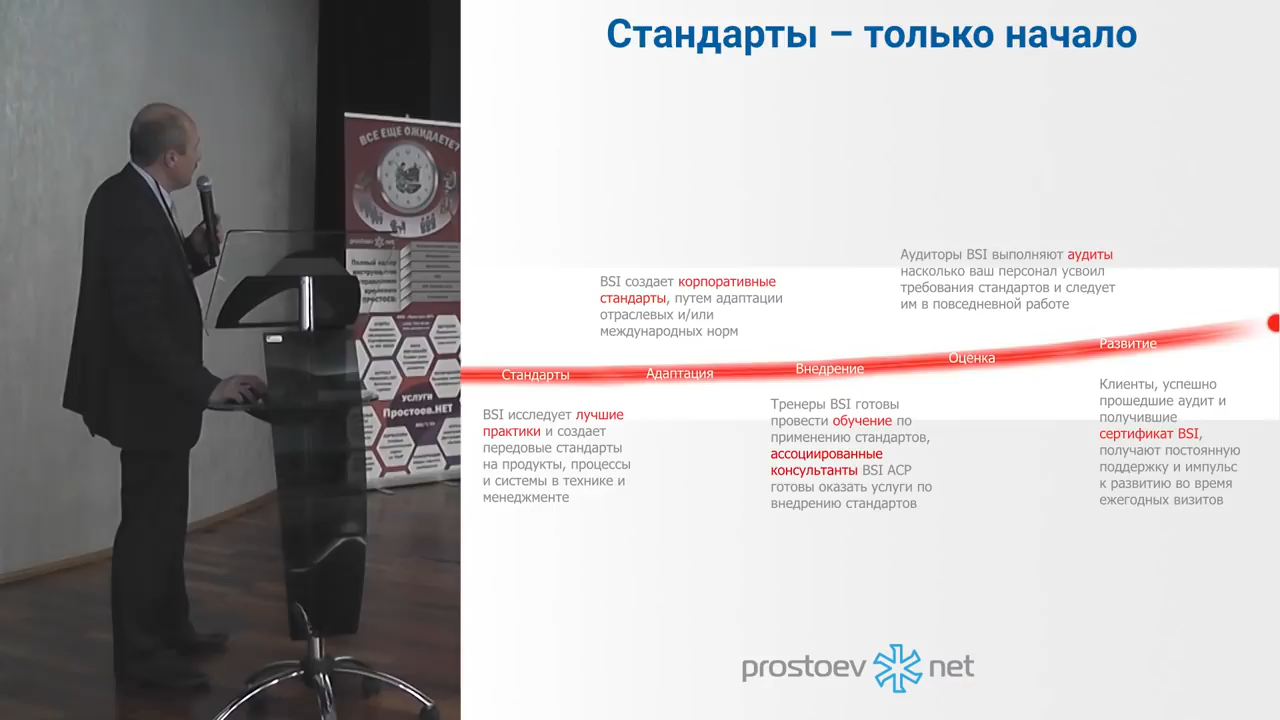 Стандарты – только начало
ВСЕ ЕЩЕ ОЖИДАЕТЕ?
prostoev net
Полный набор
УСЛУГИ
Простоев.НЕТ
Аудиторы BSI выполняют аудиты
насколько ваш персонал усвоил
требования стандартов и следует
им в повседневной работе
BSI создает корпоративные
стандарты, путем адаптации
отраслевых и/или
международных норм
Стандарты
Адаптация
Внедрение
Оценка
Развитие
BSI исследует лучшие
практики и создает
передовые стандарты
на продукты, процессы
и системы в технике и
менеджменте
Тренеры BSI готовы
провести обучение по
применению стандартов,
ассоциированные
консультанты BSI ACP
готовы оказать услуги по
внедрению стандартов
Клиенты, успешно
прошедшие аудит и
получившие
сертификат BSI,
получают постоянную
поддержку и импульс
к развитию во время
ежегодных визитов
prostoev net